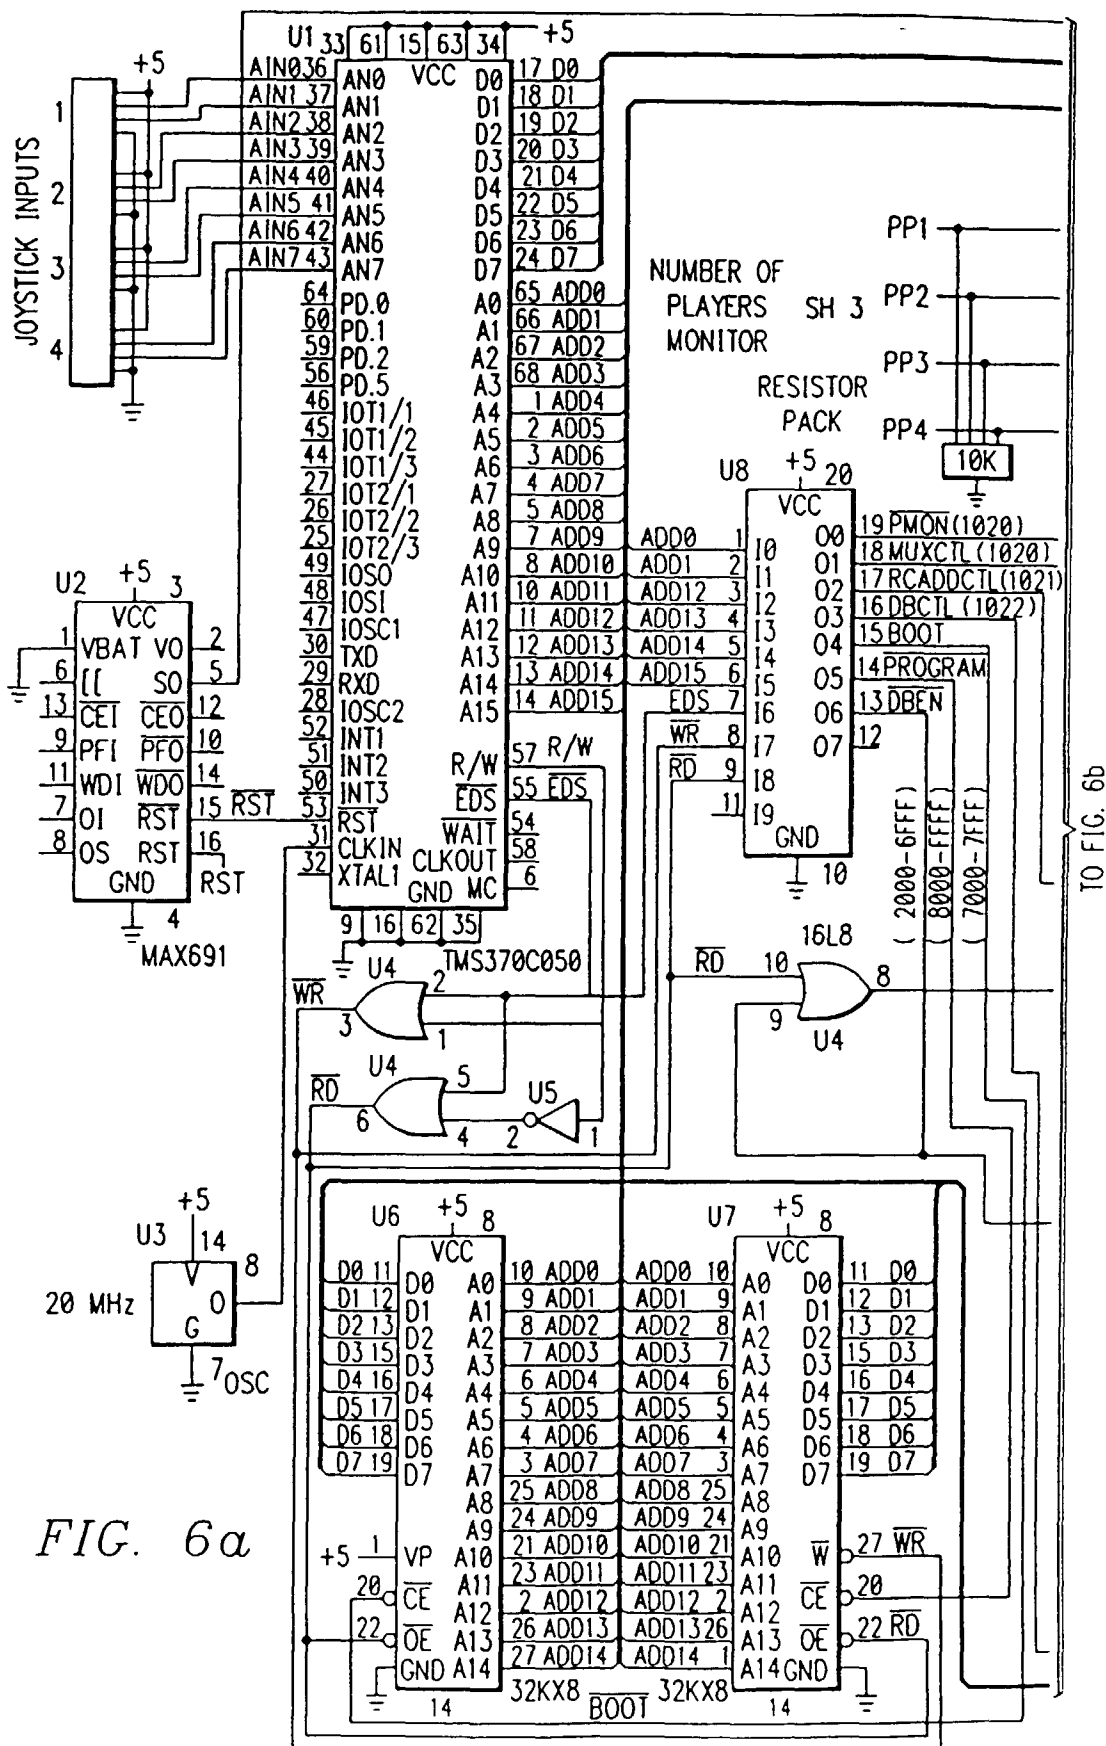 U1 33 61 15 63 34 +5
AIN0 36 AN0 VCC D0 17 D0
AIN1 37 AN1 D1 18 D1
AIN2 38 AN2 D2 19 D2
AIN3 39 AN3 D3 20 D3
AIN4 40 AN4 D4 21 D4
AIN5 41 AN5 D5 22 D5
AIN6 42 AN6 D6 23 D6
AIN7 43 AN7 D7 24 D7
64 PD.0 A0 65 ADD0
60 PD.1 A1 66 ADD1
59 PD.2 A2 67 ADD2
56 PD.5 A3 68 ADD3
46 IOT1/1 A4 1 ADD4
45 IOT1/2 A5 2 ADD5
44 IOT1/3 A6 3 ADD6
27 IOT2/1 A7 4 ADD7
26 IOT2/2 A8 5 ADD8
25 IOT2/3 A9 7 ADD9
49 IOSO A10 8 ADD10
48 IOSI A11 10 ADD11
47 IOSC1 A12 11 ADD12
30 TXD A13 12 ADD13
29 RXD A14 13 ADD14
28 IOSC2 A15 14 ADD15
52 INT1
51 INT2 R/W 57 R/W
50 INT3 EDS 55 EDS
53 RST WAIT 54
31 CLKIN CLKOUT 58
32 XTAL1 GND MC 6
9 16 62 35
TMS370C050
+5
JOYSTICK INPUTS
1
2
3
4
NUMBER OF
PLAYERS SH 3
MONITOR
PP1
PP2
PP3
PP4
RESISTOR
PACK
10K
U2 +5 3
VCC
1 VBAT VO 2
6 [[ SO 5
13 CEI CEO 12
9 PFI PFO 10
11 WDI WDO 14
7 OI RST 15 RST
8 OS RST 16
RST
GND
4
MAX691
U8 +5 20
VCC
ADD0 1 I0 O0 19 PMON(1020)
ADD1 2 I1 O1 18 MUXCTL(1020)
ADD12 3 I2 O2 17 RCADDCTL(1021)
ADD13 4 I3 O3 16 DBCTL(1022)
ADD14 5 I4 O4 15 BOOT
ADD15 6 I5 O5 14 PROGRAM
EDS 7 I6 O6 13 DBEN
WR 8 I7 O7 12
RD 9 I8
11 I9
GND
10
16L8
(2000-6FFF)
(8000-FFFF)
(7000-7FFF)
TO FIG. 6b
WR 3 U4 2 1
RD 6 U4 5 4
2 U5 1
RD 10 9 8
U4
+5
U3 14 8
V
20 MHz O
G
7 OSC
U6 +5 8
VCC
D0 11 D0 A0 10 ADD0
D1 12 D1 A1 9 ADD1
D2 13 D2 A2 8 ADD2
D3 15 D3 A3 7 ADD3
D4 16 D4 A4 6 ADD4
D5 17 D5 A5 5 ADD5
D6 18 D6 A6 4 ADD6
D7 19 D7 A7 3 ADD7
A8 25 ADD8
A9 24 ADD9
+5 1 VP A10 21 ADD10
20 CE A11 23 ADD11
A12 2 ADD12
22 OE A13 26 ADD13
GND A14 27 ADD14
14 32KX8
BOOT
U7 +5 8
VCC
ADD0 10 A0 D0 11 D0
ADD1 9 A1 D1 12 D1
ADD2 8 A2 D2 13 D2
ADD3 7 A3 D3 15 D3
ADD4 6 A4 D4 16 D4
ADD5 5 A5 D5 17 D5
ADD6 4 A6 D6 18 D6
ADD7 3 A7 D7 19 D7
ADD8 25 A8
ADD9 24 A9
ADD10 21 A10 W 27 WR
ADD11 23 A11 CE 20
ADD12 2 A12
ADD13 26 A13 OE 22 RD
ADD14 1 A14 GND
32KX8 14
FIG. 6a